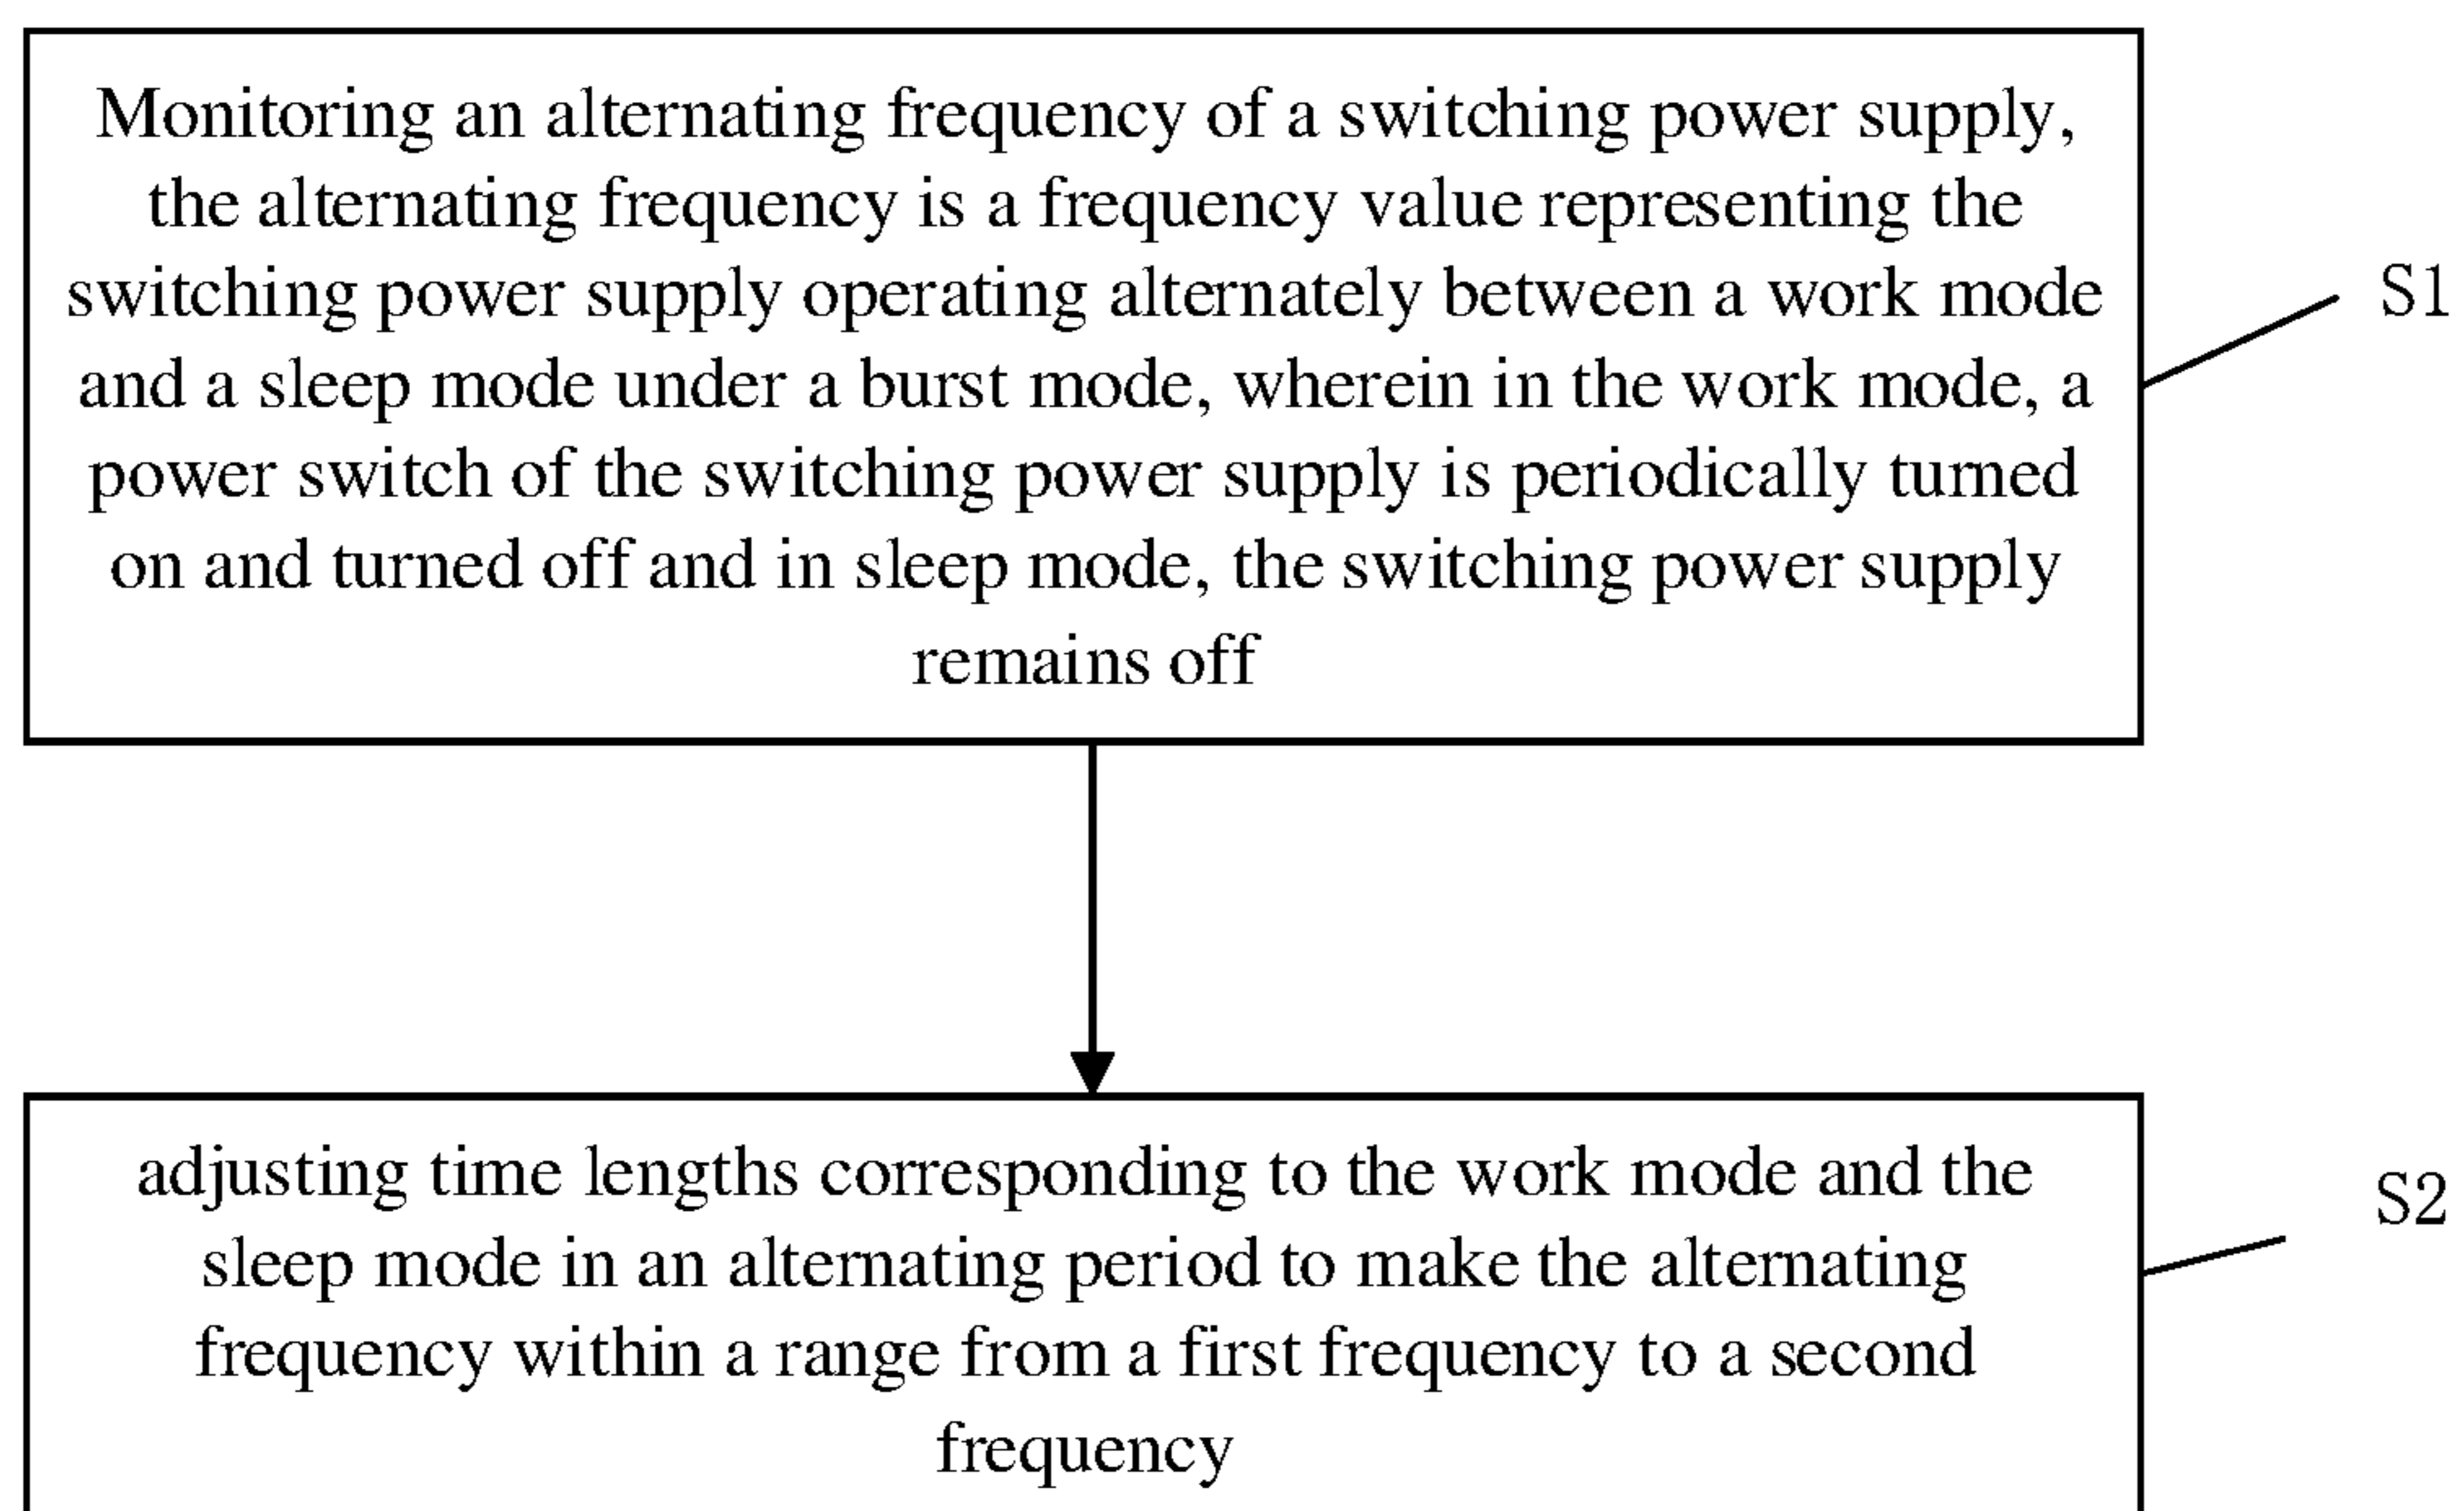 Monitoring an alternating frequency of a switching power supply,
the alternating frequency is a frequency value representing the
switching power supply operating alternately between a work mode
and a sleep mode under a burst mode, wherein in the work mode, a
power switch of the switching power supply is periodically turned
on and turned off and in sleep mode, the switching power supply
remains off
S1
adjusting time lengths corresponding to the work mode and the
sleep mode in an alternating period to make the alternating
frequency within a range from a first frequency to a second
frequency
S2